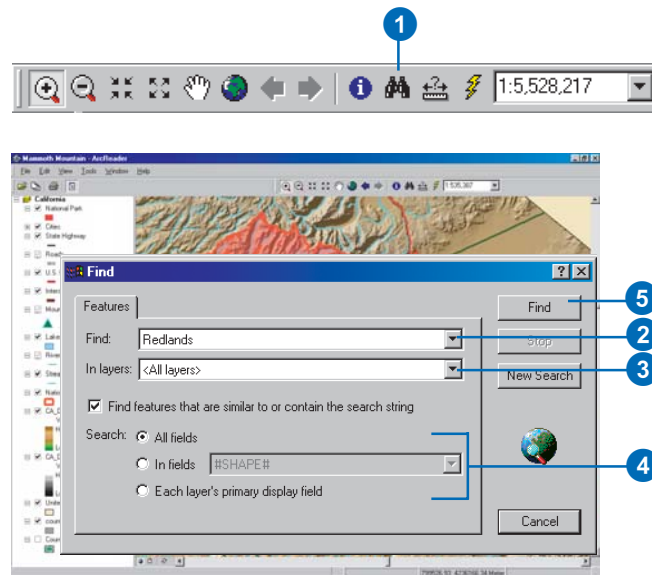 1
1:5,528,217
Mammoth Mountain - ArcReader
File Edit View Tools Window Help
California
National Park
Cities
State Highway
Find
Features
Find:
Redlands
In layers:
<All layers>
Find features that are similar to or contain the search string
Search:
All fields
In fields
#SHAPE#
Each layer's primary display field
Find
Stop
New Search
Cancel
5
2
3
4